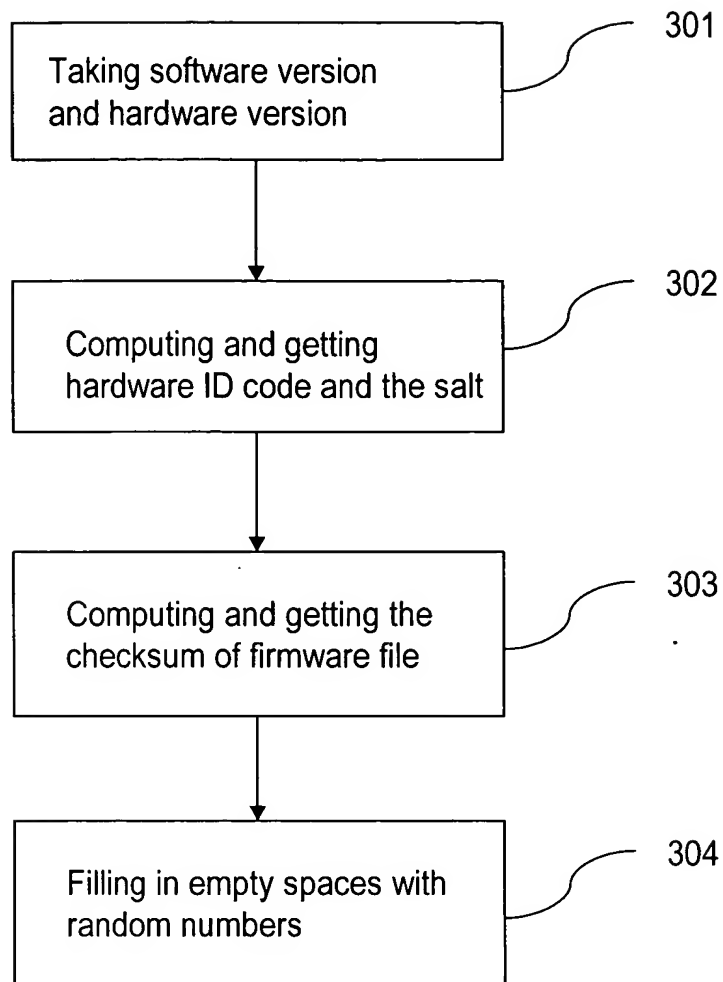 301
Taking software version
and hardware version
302
Computing and getting
hardware ID code and the salt
303
Computing and getting the
checksum of firmware file
304
Filling in empty spaces with
random numbers